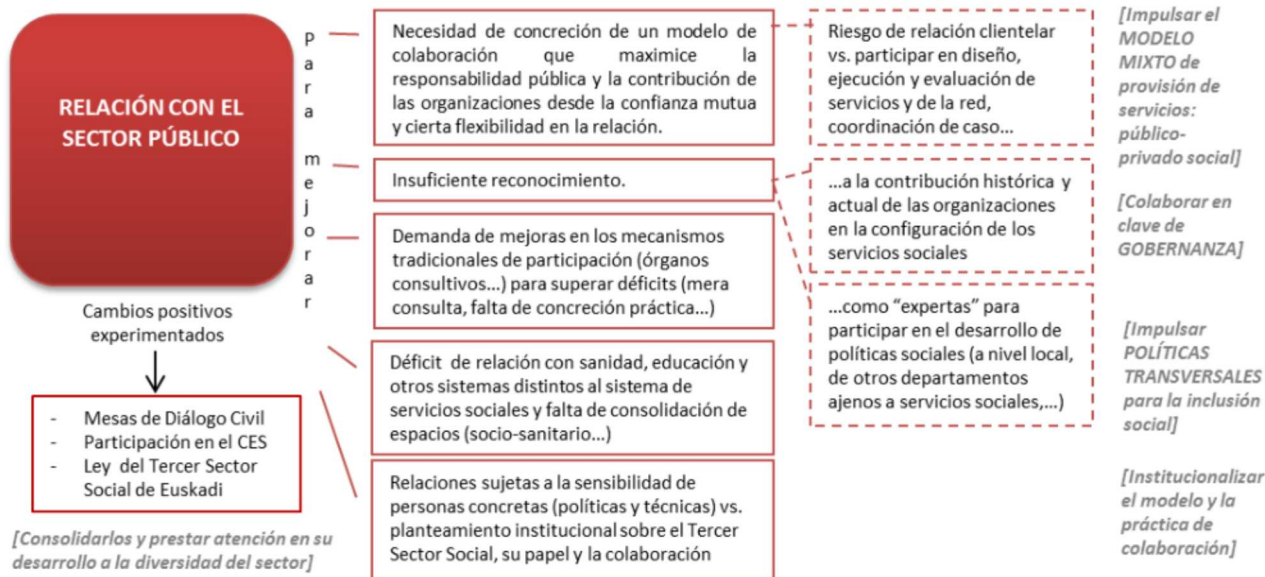 RELACIÓN CON EL
SECTOR PÚBLICO
Para mejorar
Cambios positivos
experimentados
- Mesas de Diálogo Civil
- Participación en el CES
- Ley del Tercer Sector
Social de Euskadi
[Consolidarlos y prestar atención en su
desarrollo a la diversidad del sector]
Necesidad de concreción de un modelo de
colaboración que maximice la
responsabilidad pública y la contribución de
las organizaciones desde la confianza mutua
y cierta flexibilidad en la relación.
Insuficiente reconocimiento.
Demanda de mejoras en los mecanismos
tradicionales de participación (órganos
consultivos...) para superar déficits (mera
consulta, falta de concreción práctica...)
Déficit de relación con sanidad, educación y
otros sistemas distintos al sistema de
servicios sociales y falta de consolidación de
espacios (socio-sanitario...)
Relaciones sujetas a la sensibilidad de
personas concretas (políticas y técnicas) vs.
planteamiento institucional sobre el Tercer
Sector Social, su papel y la colaboración
Riesgo de relación clientelar
vs. participar en diseño,
ejecución y evaluación de
servicios y de la red,
coordinación de caso...
...a la contribución histórica y
actual de las organizaciones
en la configuración de los
servicios sociales
...como “expertas” para
participar en el desarrollo de
políticas sociales (a nivel local,
de otros departamentos
ajenos a servicios sociales,...)
[Impulsar el
MODELO
MIXTO de
provisión de
servicios:
público-
privado social]
[Colaborar en
clave de
GOBERNANZA]
[Impulsar
POLÍTICAS
TRANSVERSALES
para la inclusión
social]
[Institucionalizar
el modelo y la
práctica de
colaboración]